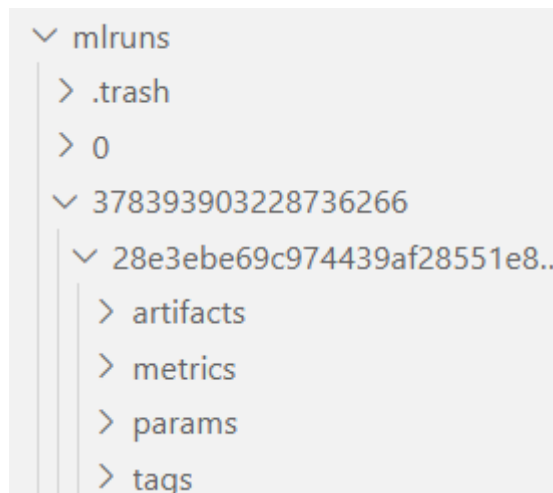 mlruns
.trash
0
378393903228736266
28e3ebe69c974439af28551e8..
artifacts
metrics
params
tags